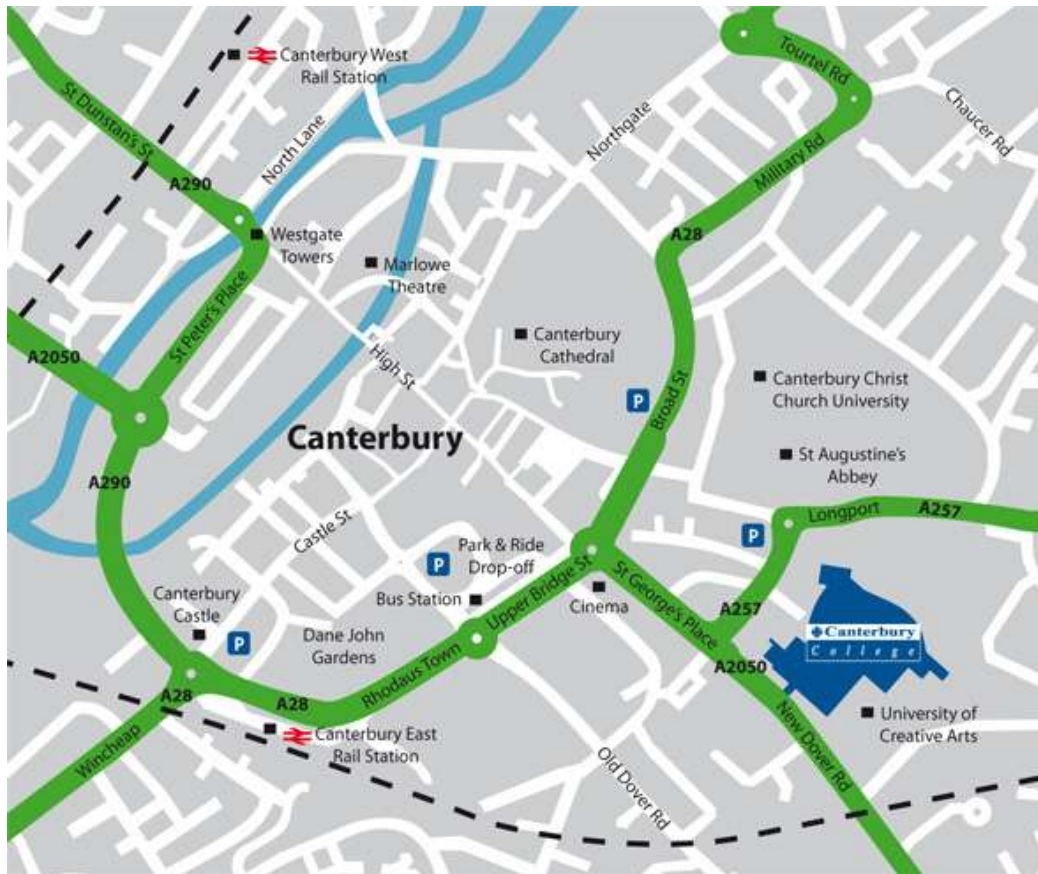 Canterbury West
Rail Station
Tourtel Rd
St Dunstan's St
North Lane
Northgate
Chaucer Rd
Military Rd
A290
A28
Westgate
Towers
Marlowe
Theatre
St Peter's Place
A2050
High St
Canterbury
Cathedral
Canterbury Christ
Church University
P
Broad St
Canterbury
St Augustine's
Abbey
A290
Castle St
Longport
A257
P
Park & Ride
Drop-off
P
Bus Station
Upper Bridge St
Cinema
St George's Place
A257
Canterbury
College
Canterbury
Castle
P
Dane John
Gardens
Rhodaus Town
A2050
A28
A28
New Dover Rd
University of
Creative Arts
Wincheap
Canterbury East
Rail Station
Old Dover Rd